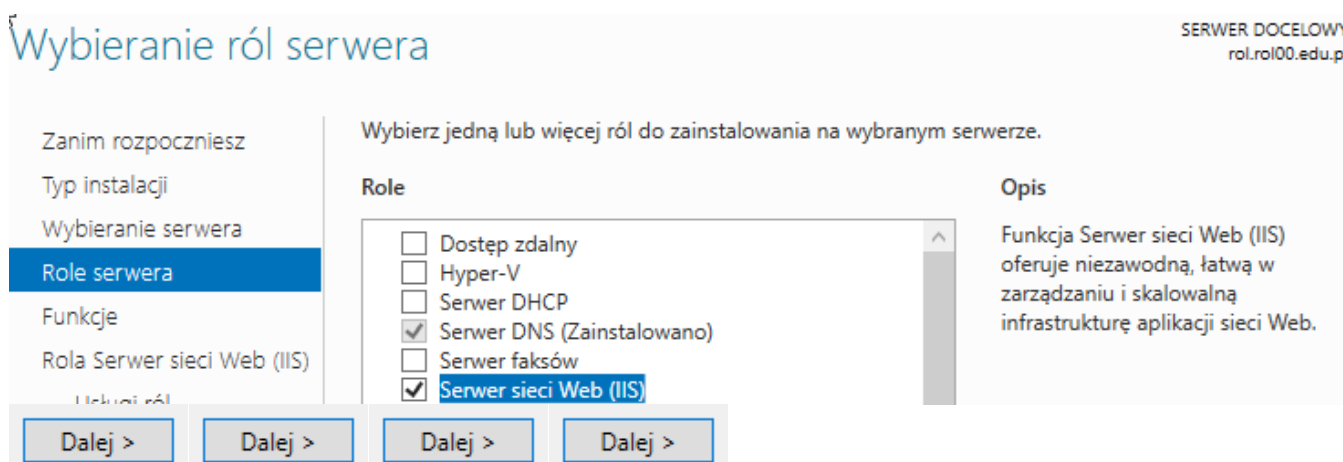 Wybieranie ról serwera
SERWER DOCELOWY
rol.rol00.edu.p
Zanim rozpoczniesz
Typ instalacji
Wybieranie serwera
Role serwera
Funkcje
Rola Serwer sieci Web (IIS)
Usługi ról
Wybierz jedną lub więcej ról do zainstalowania na wybranym serwerze.
Role
Dostęp zdalny
Hyper-V
Serwer DHCP
Serwer DNS (Zainstalowano)
Serwer faksów
Serwer sieci Web (IIS)
Opis
Funkcja Serwer sieci Web (IIS)
oferuje niezawodną, łatwą w
zarządzaniu i skalowalną
infrastrukturę aplikacji sieci Web.
Dalej > Dalej > Dalej > Dalej >